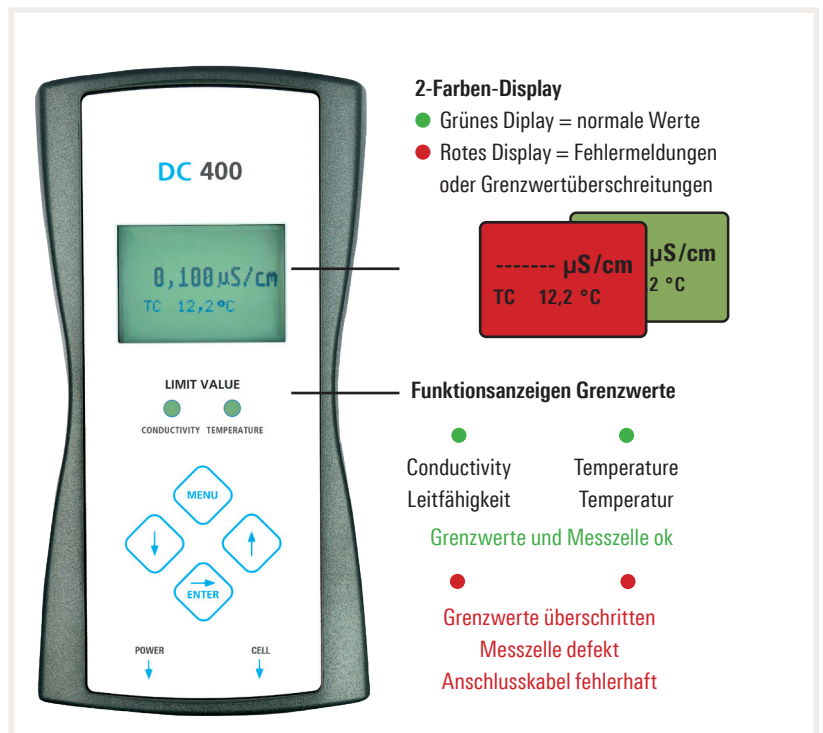 DC 400
0,100 µS/cm
TC 12,2°C
LIMIT VALUE
CONDUCTIVITY TEMPERATURE
MENU
ENTER
POWER CELL
2-Farben-Display
Grünes Diplay = normale Werte
Rotes Display = Fehlermeldungen
oder Grenzwertüberschreitungen
------- µS/cm
TC 12,2 °C
µS/cm
2 °C
Funktionsanzeigen Grenzwerte
Conductivity Temperature
Leitfähigkeit Temperatur
Grenzwerte und Messzelle ok
Grenzwerte überschritten
Messzelle defekt
Anschlusskabel fehlerhaft